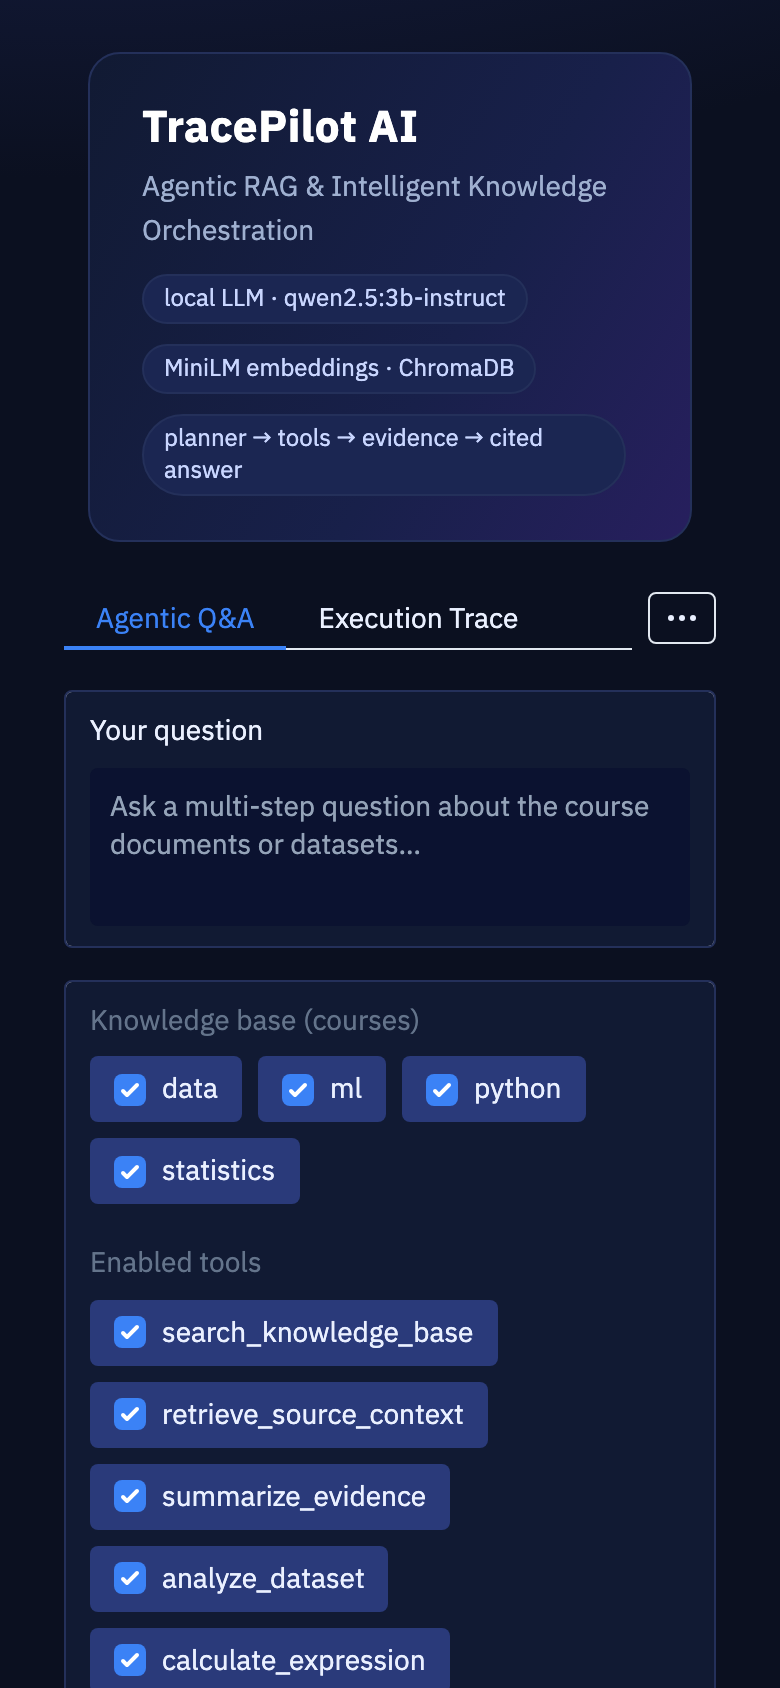 TracePilot AI
Agentic RAG & Intelligent Knowledge
Orchestration
local LLM · qwen2.5:3b-instruct
MiniLM embeddings · ChromaDB
planner → tools → evidence → cited
answer
Agentic Q&A
Execution Trace
Your question
Ask a multi-step question about the course
documents or datasets...
Knowledge base (courses)
data
ml
python
statistics
Enabled tools
search_knowledge_base
retrieve_source_context
summarize_evidence
analyze_dataset
calculate_expression